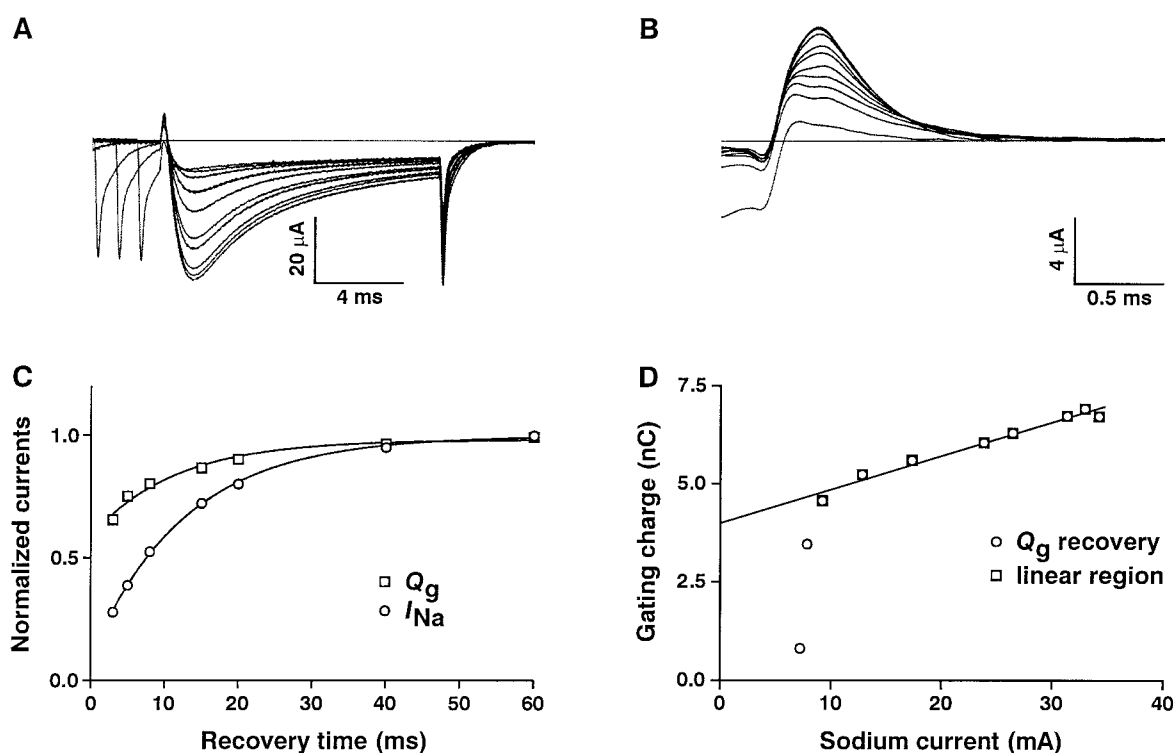 A
20 μA
4 ms
B
4 μA
0.5 ms
C
Normalized currents
1.0
0.5
0.0
0 10 20 30 40 50 60
Recovery time (ms)
Qg
INa
D
Gating charge (nC)
7.5
5.0
2.5
0.0
0 10 20 30 40
Sodium current (mA)
Qg recovery
linear region